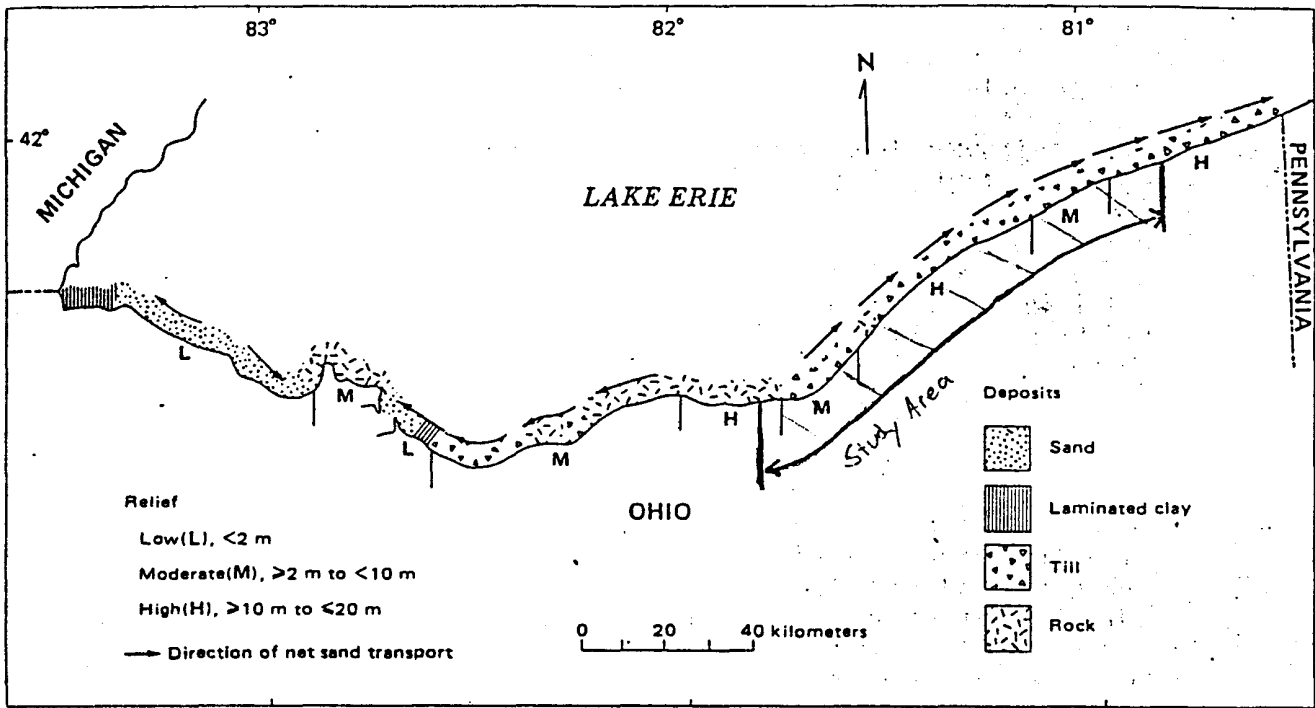 83°
82°
81°
42°
N
MICHIGAN
LAKE ERIE
PENNSYLVANIA
H
M
H
L
M
L
M
H
M
Study Area
OHIO
Relief
Low(L), <2 m
Moderate(M), ⩾2 m to <10 m
High(H), ⩾10 m to ⩽20 m
Direction of net sand transport
0 20 40 kilometers
Deposits
Sand
Laminated clay
Till
Rock